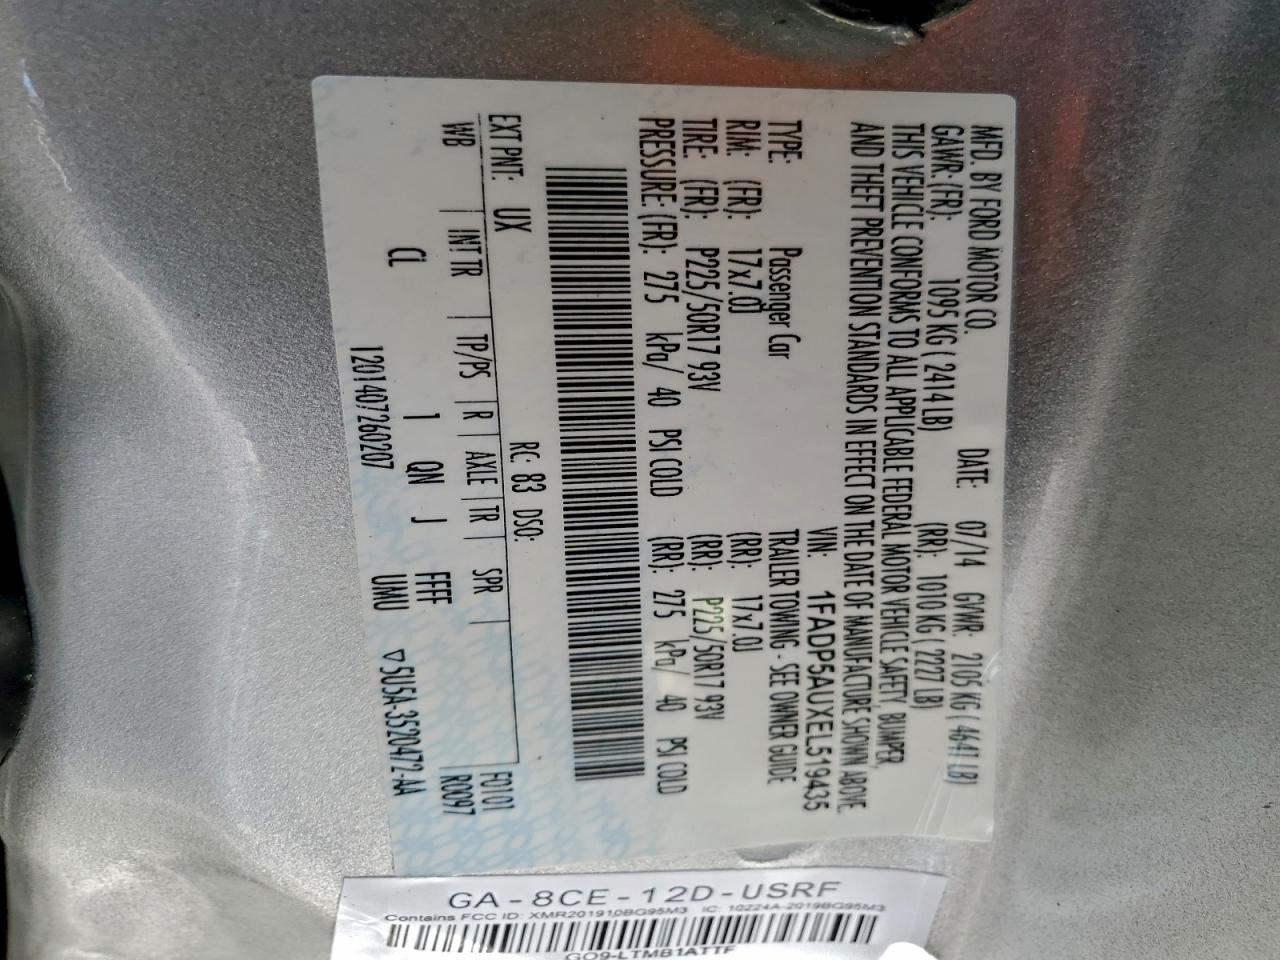 MFD. BY FORD MOTOR CO. DATE: 07/14 GVWR: 2105 KG ( 4641 LB)
GAWR: (FR): 1095 KG ( 2414 LB) (RR): 1010 KG ( 2227 LB)
THIS VEHICLE CONFORMS TO ALL APPLICABLE FEDERAL MOTOR VEHICLE SAFETY, BUMPER,
AND THEFT PREVENTION STANDARDS IN EFFECT ON THE DATE OF MANUFACTURE SHOWN ABOVE.
VIN: 1FADP5AUXEL519435
TYPE: Passenger Car TRAILER TOWING - SEE OWNER GUIDE
RIM: (FR): 17x7.0J (RR): 17x7.0J
TIRE: (FR): P225/50R17 93V (RR): P225/50R17 93V
PRESSURE: (FR): 275 kPa/ 40 PSI COLD (RR): 275 kPa/ 40 PSI COLD
EXT PNT: UX RC: 83 DSO:
WB INT TR TP/PS R AXLE TR SPR F0101
R0097
CL 1 QN J FFFF
1201407260207 UMU ▽5U5A-3520472-AA
GA-8CE-12D-USRF
Contains FCC ID: XMR201910BG95M3 IC: 10224A-2019BG95M3
GO9-LTMB1ATTF